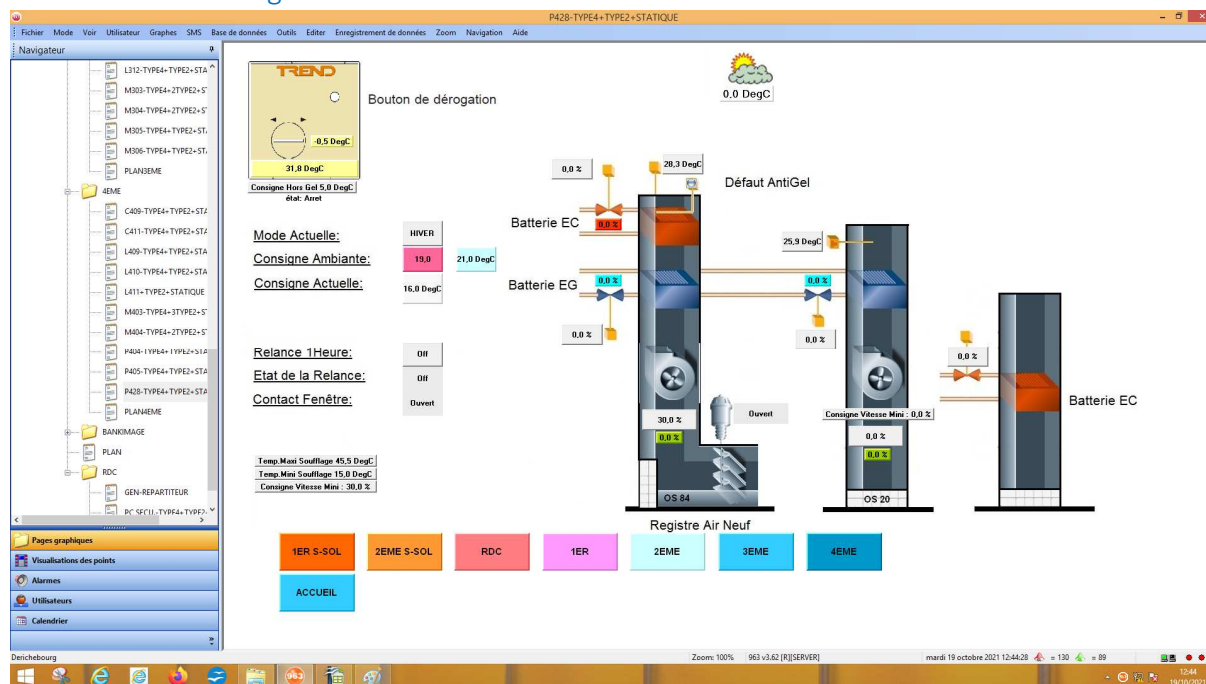 P428-TYPE4+TYPE2+STATIQUE
Fichier Mode Voir Utilisateur Graphes SMS Base de données Outils Editer Enregistrement de données Zoom Navigation Aide
Navigateur
L312-TYPE4+TYPE2+STA
M303-TYPE4+2TYPE2+S
M304-TYPE4+2TYPE2+S
M305-TYPE4+TYPE2+ST
M306-TYPE4+TYPE2+ST
PLAN3EME
4EME
C409-TYPE4+TYPE2+STA
C411-TYPE4+TYPE2+STA
L409-TYPE4+TYPE2+STA
L410-TYPE4+TYPE2+STA
L411+TYPE2+STATIQUE
M403-TYPE4+3TYPE2+S
M404-TYPE4+2TYPE2+S
P404-TYPE4+TYPE2+STA
P405-TYPE4+TYPE2+STA
P428-TYPE4+TYPE2+STA
PLAN4EME
BANKIMAGE
PLAN
RDC
GEN-REPARTITEUR
PC SECU.-TYPE4+TYPE2
Pages graphiques
Visualisations des points
Alarmes
Utilisateurs
Calendrier
TREND
Bouton de dérogation
-0,5 DegC
31,8 DegC
Consigne Hors Gel 5,0 DegC
état: Arret
0,0 DegC
Mode Actuelle: HIVER
Consigne Ambiante: 19,0 21,0 DegC
Consigne Actuelle: 16,0 DegC
Relance 1Heure: Off
Etat de la Relance: Off
Contact Fenêtre: Ouvert
Temp.Maxi Soufflage 45,5 DegC
Temp.Mini Soufflage 15,0 DegC
Consigne Vitesse Mini : 30,0 %
0,0 %
28,3 DegC
Défaut AntiGel
Batterie EC
0,0 %
25,9 DegC
Batterie EG
0,0 %
0,0 %
0,0 %
0,0 %
30,0 %
0,0 %
Ouvert
OS 84
Registre Air Neuf
Consigne Vitesse Mini : 0,0 %
0,0 %
0,0 %
OS 20
0,0 %
Batterie EC
1ER S-SOL 2EME S-SOL RDC 1ER 2EME 3EME 4EME
ACCUEIL
Derichebourg Zoom: 100% 963 v3.62 [R][SERVER] mardi 19 octobre 2021 12:44:28 = 130 = 89
963
12:44
19/10/2021